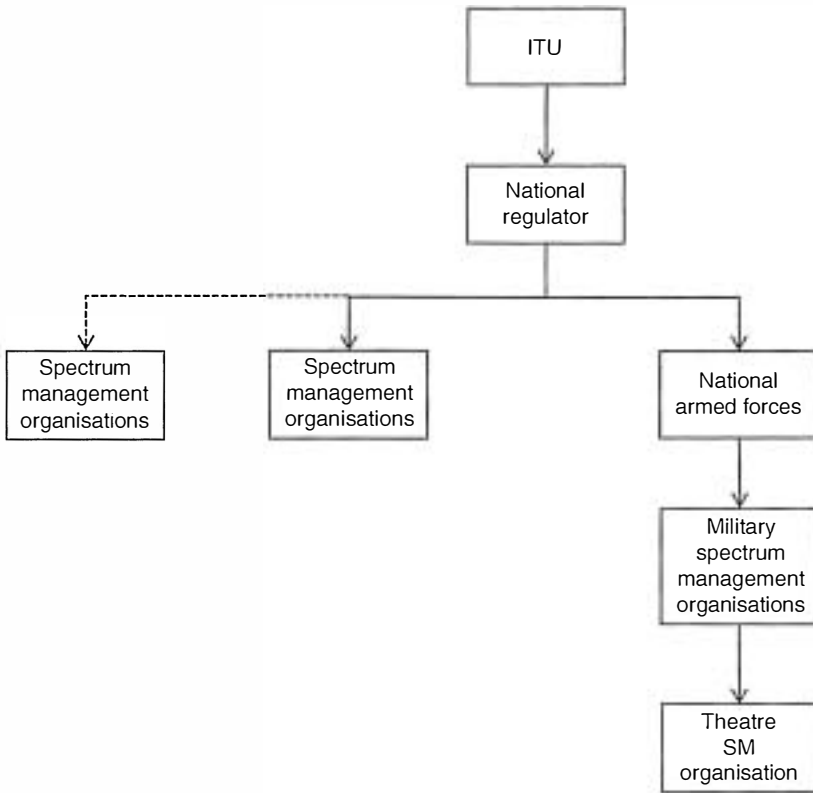 ITU
National
regulator
Spectrum
management
organisations
Spectrum
management
organisations
National
armed forces
Military
spectrum
management
organisations
Theatre
SM
organisation